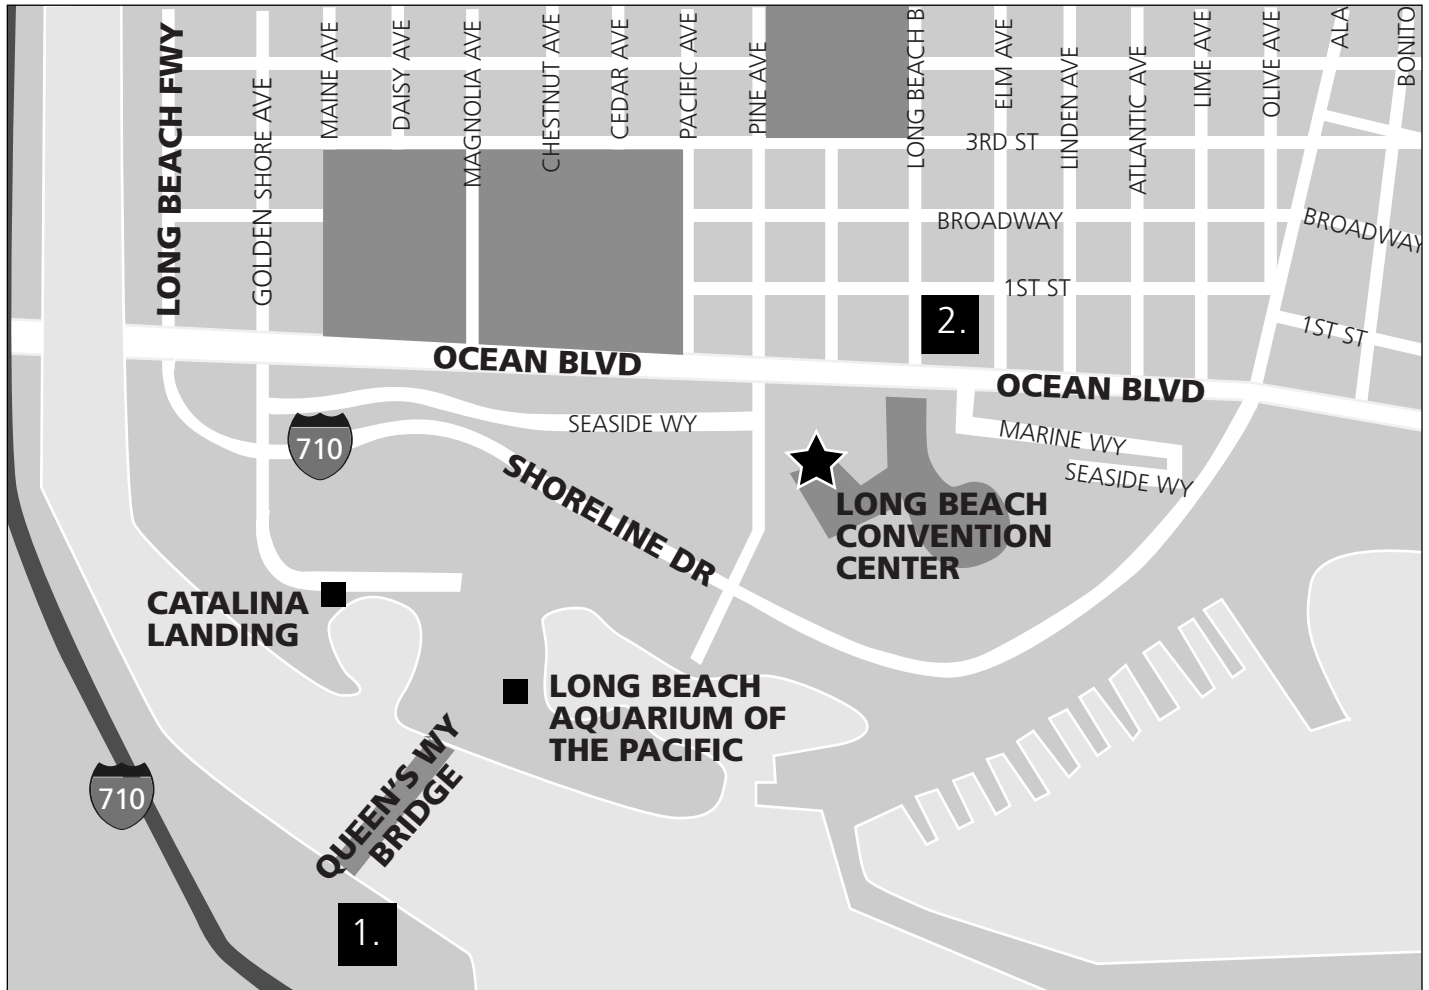 LONG BEACH FWY
GOLDEN SHORE AVE
MAINE AVE
DAISY AVE
MAGNOLIA AVE
CHESTNUT AVE
CEDAR AVE
PACIFIC AVE
PINE AVE
LONG BEACH B
ELM AVE
LINDEN AVE
ATLANTIC AVE
LIME AVE
OLIVE AVE
ALA
BONITO
3RD ST
BROADWAY
BROADWAY
1ST ST
2.
1ST ST
OCEAN BLVD
OCEAN BLVD
SEASIDE WY
710
MARINE WY
SEASIDE WY
SHORELINE DR
LONG BEACH
CONVENTION
CENTER
CATALINA
LANDING
LONG BEACH
AQUARIUM OF
THE PACIFIC
QUEEN'S WY
BRIDGE
710
1.